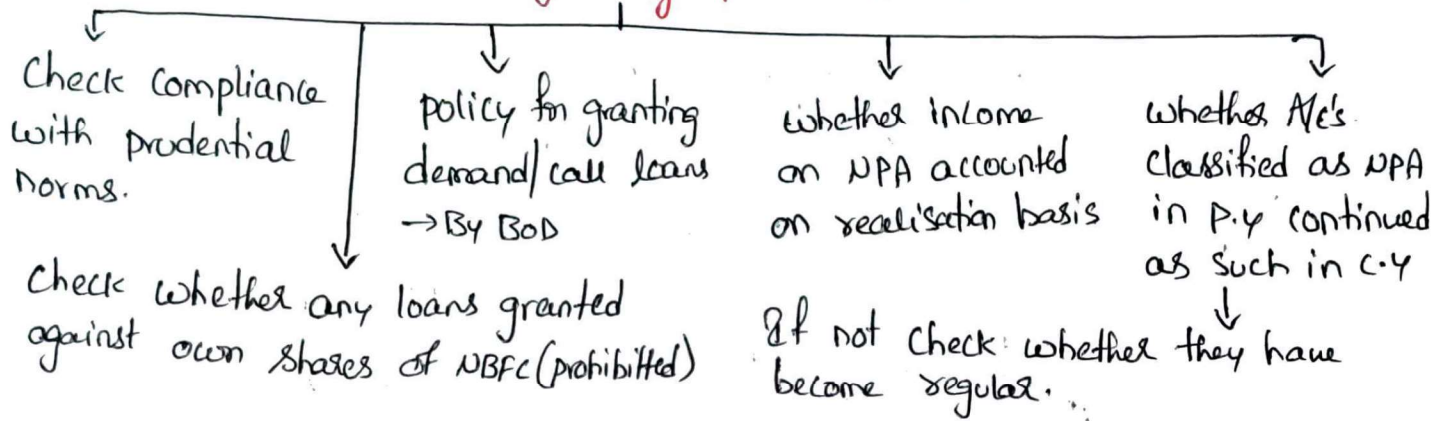 Check Compliance
with prudential
norms.
Check whether any loans granted
against own shares of NBFC (prohibitted)
policy for granting
demand/call loans
→ By BoD
whether income
on NPA accounted
on recelisation basis
whether A/c's
Classified as NPA
in p.y continued
as such in c.y
If not check whether they have
become regular.